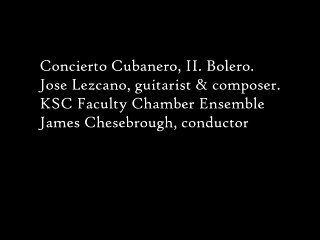 Concierto Cubanero, II. Bolero.
Jose Lezcano, guitarist & composer.
KSC Faculty Chamber Ensemble
James Chesebrough, conductor